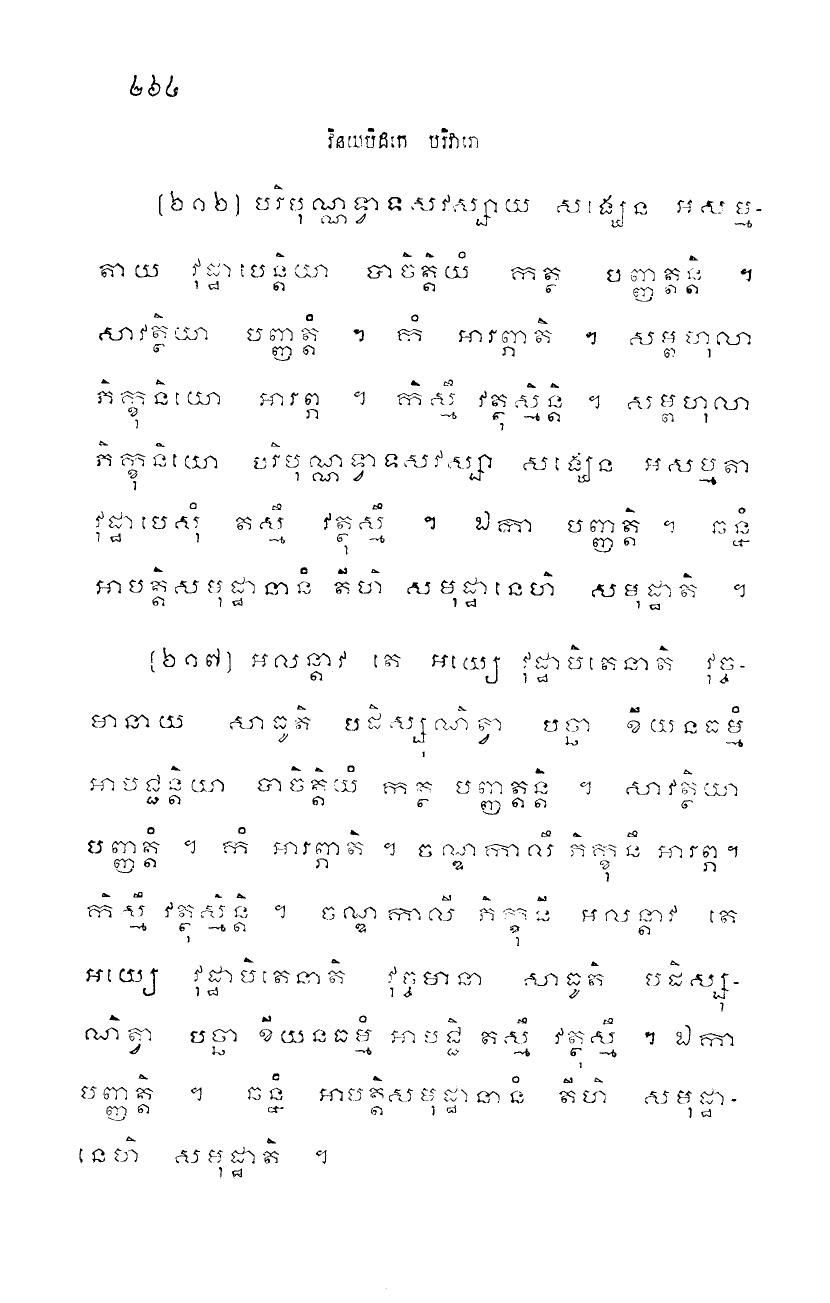 ២៦៤
វិនយបិដកេ បរិវារោ
[២១៦] បរិបុណ្ណទ្វាទសវស្សាយ សង្ឃេន អសម្ម-
តាយ វុដ្ឋាបេន្តិយា បាចិត្តិយំ កត្ថ បញ្ញត្តន្តិ ។
សាវត្ថិយា បញ្ញត្តំ ។ កំ អារព្ភាតិ ។ សម្ពហុលា
ភិក្ខុនិយោ អារព្ភ ។ កិស្មឹ វត្ថុស្មិន្តិ ។ សម្ពហុលា
ភិក្ខុនិយោ បរិបុណ្ណទ្វាទសវស្សា សង្ឃេន អសម្មតា
វុដ្ឋាបេសុំ តស្មឹ វត្ថុស្មឹ ។ ឯកា បញ្ញត្តិ ។ ឆន្នំ
អាបត្តិសមុដ្ឋានានំ តីហិ សមុដ្ឋានេហិ សមុដ្ឋាតិ ។
[២១៧] អលន្តាវ តេ អយ្យេ វុដ្ឋាបិតេនាតិ វុច្ច-
មានាយ សាធូតិ បដិស្សុណិត្វា បច្ឆា ខីយនធម្មំ
អាបជ្ជន្តិយា បាចិត្តិយំ កត្ថ បញ្ញត្តន្តិ ។ សាវត្ថិយា
បញ្ញត្តំ ។ កំ អារព្ភាតិ ។ ចណ្ឌកាលឹ ភិក្ខុនឹ អារព្ភ ។
កិស្មឹ វត្ថុស្មិន្តិ ។ ចណ្ឌកាលី ភិក្ខុនី អលន្តាវ តេ
អយ្យេ វុដ្ឋាបិតេនាតិ វុច្ចមានា សាធូតិ បដិស្សុ-
ណិត្វា បច្ឆា ខីយនធម្មំ អាបជ្ជិ តស្មឹ វត្ថុស្មឹ ។ ឯកា
បញ្ញត្តិ ។ ឆន្នំ អាបត្តិសមុដ្ឋានានំ តីហិ សមុដ្ឋា-
នេហិ សមុដ្ឋាតិ ។